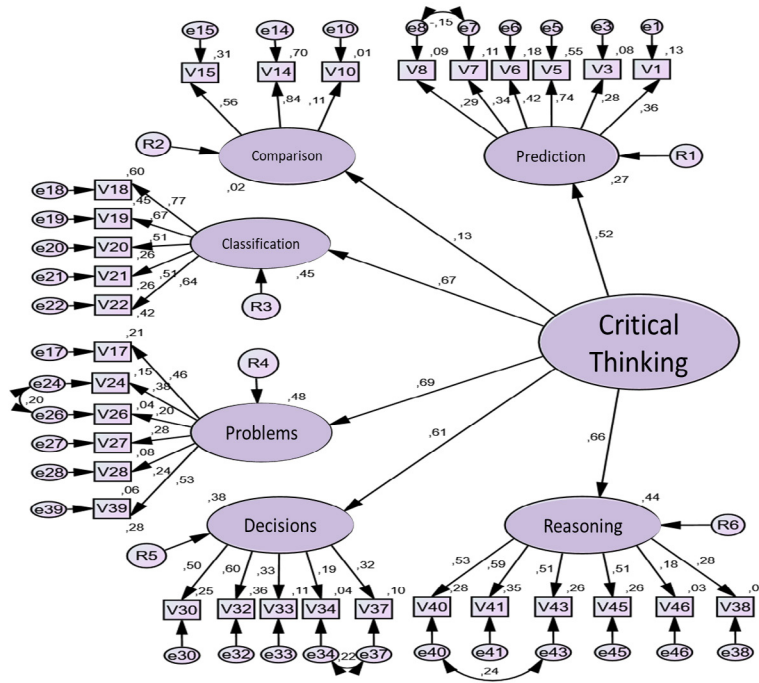 e15 e14 e10 e8 -,15 e7 e6 e5 e3 e1
,31 ,70 ,01 ,09 ,11 ,18 ,55 ,08 ,13
V15 V14 V10 V8 V7 V6 V5 V3 V1
,56 ,84 ,11 ,29 ,34 ,42 ,74 ,28 ,36
R2 Comparison Prediction R1
,02 ,27
,60
e18 V18
,45 ,77
e19 V19 ,67
,13 ,52
e20 V20 ,51 Classification
,26
e21 V21 ,51 ,67
,26 ,64 ,45
e22 V22
,42 R3
Critical
Thinking
,21
e17 V17 R4
,15 ,46
e24 V24 ,38 ,69
,20 ,04 ,20 ,48
e26 V26 Problems
,28
e27 V27 ,61
,08
e28 V28 ,24 ,53 ,66
,06
e39 V39
,28
,38 ,44
Decisions Reasoning R6
R5
,50 ,60 ,33 ,19 ,32 ,53 ,59 ,51 ,51 ,18 ,28
,25 ,36 ,11 ,04 ,10 ,28 ,35 ,26 ,26 ,03 ,0
V30 V32 V33 V34 V37 V40 V41 V43 V45 V46 V38
e30 e32 e33 e34 ,22 e37 e40 e41 e43 e45 e46 e38
,24